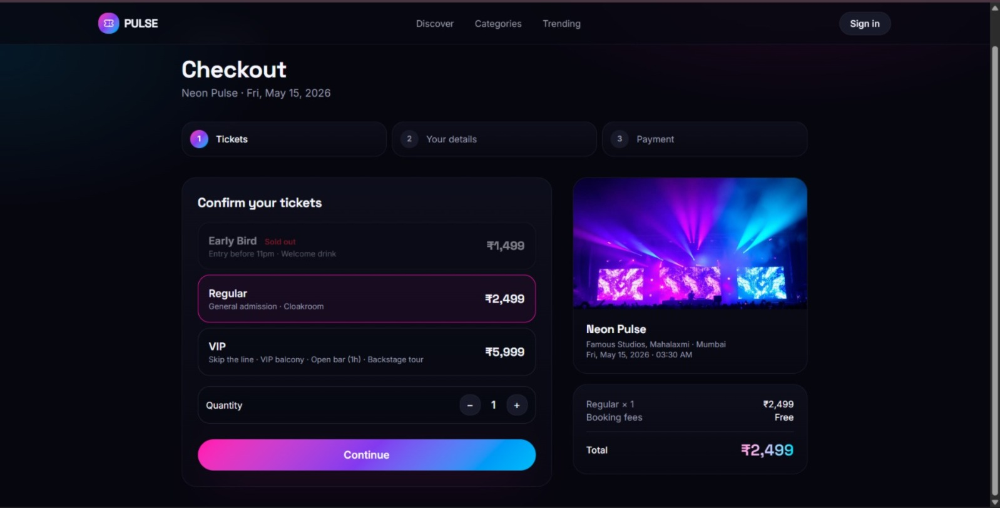 PULSE
Discover
Categories
Trending
Sign in
Checkout
Neon Pulse · Fri, May 15, 2026
1 Tickets
2 Your details
3 Payment
Confirm your tickets
Early Bird Sold out
Entry before 11pm · Welcome drink
₹1,499
Regular
General admission · Cloakroom
₹2,499
VIP
Skip the line · VIP balcony · Open bar (1h) · Backstage tour
₹5,999
Quantity
− 1 +
Continue
Neon Pulse
Famous Studios, Mahalaxmi · Mumbai
Fri, May 15, 2026 · 03:30 AM
Regular × 1 ₹2,499
Booking fees Free
Total ₹2,499